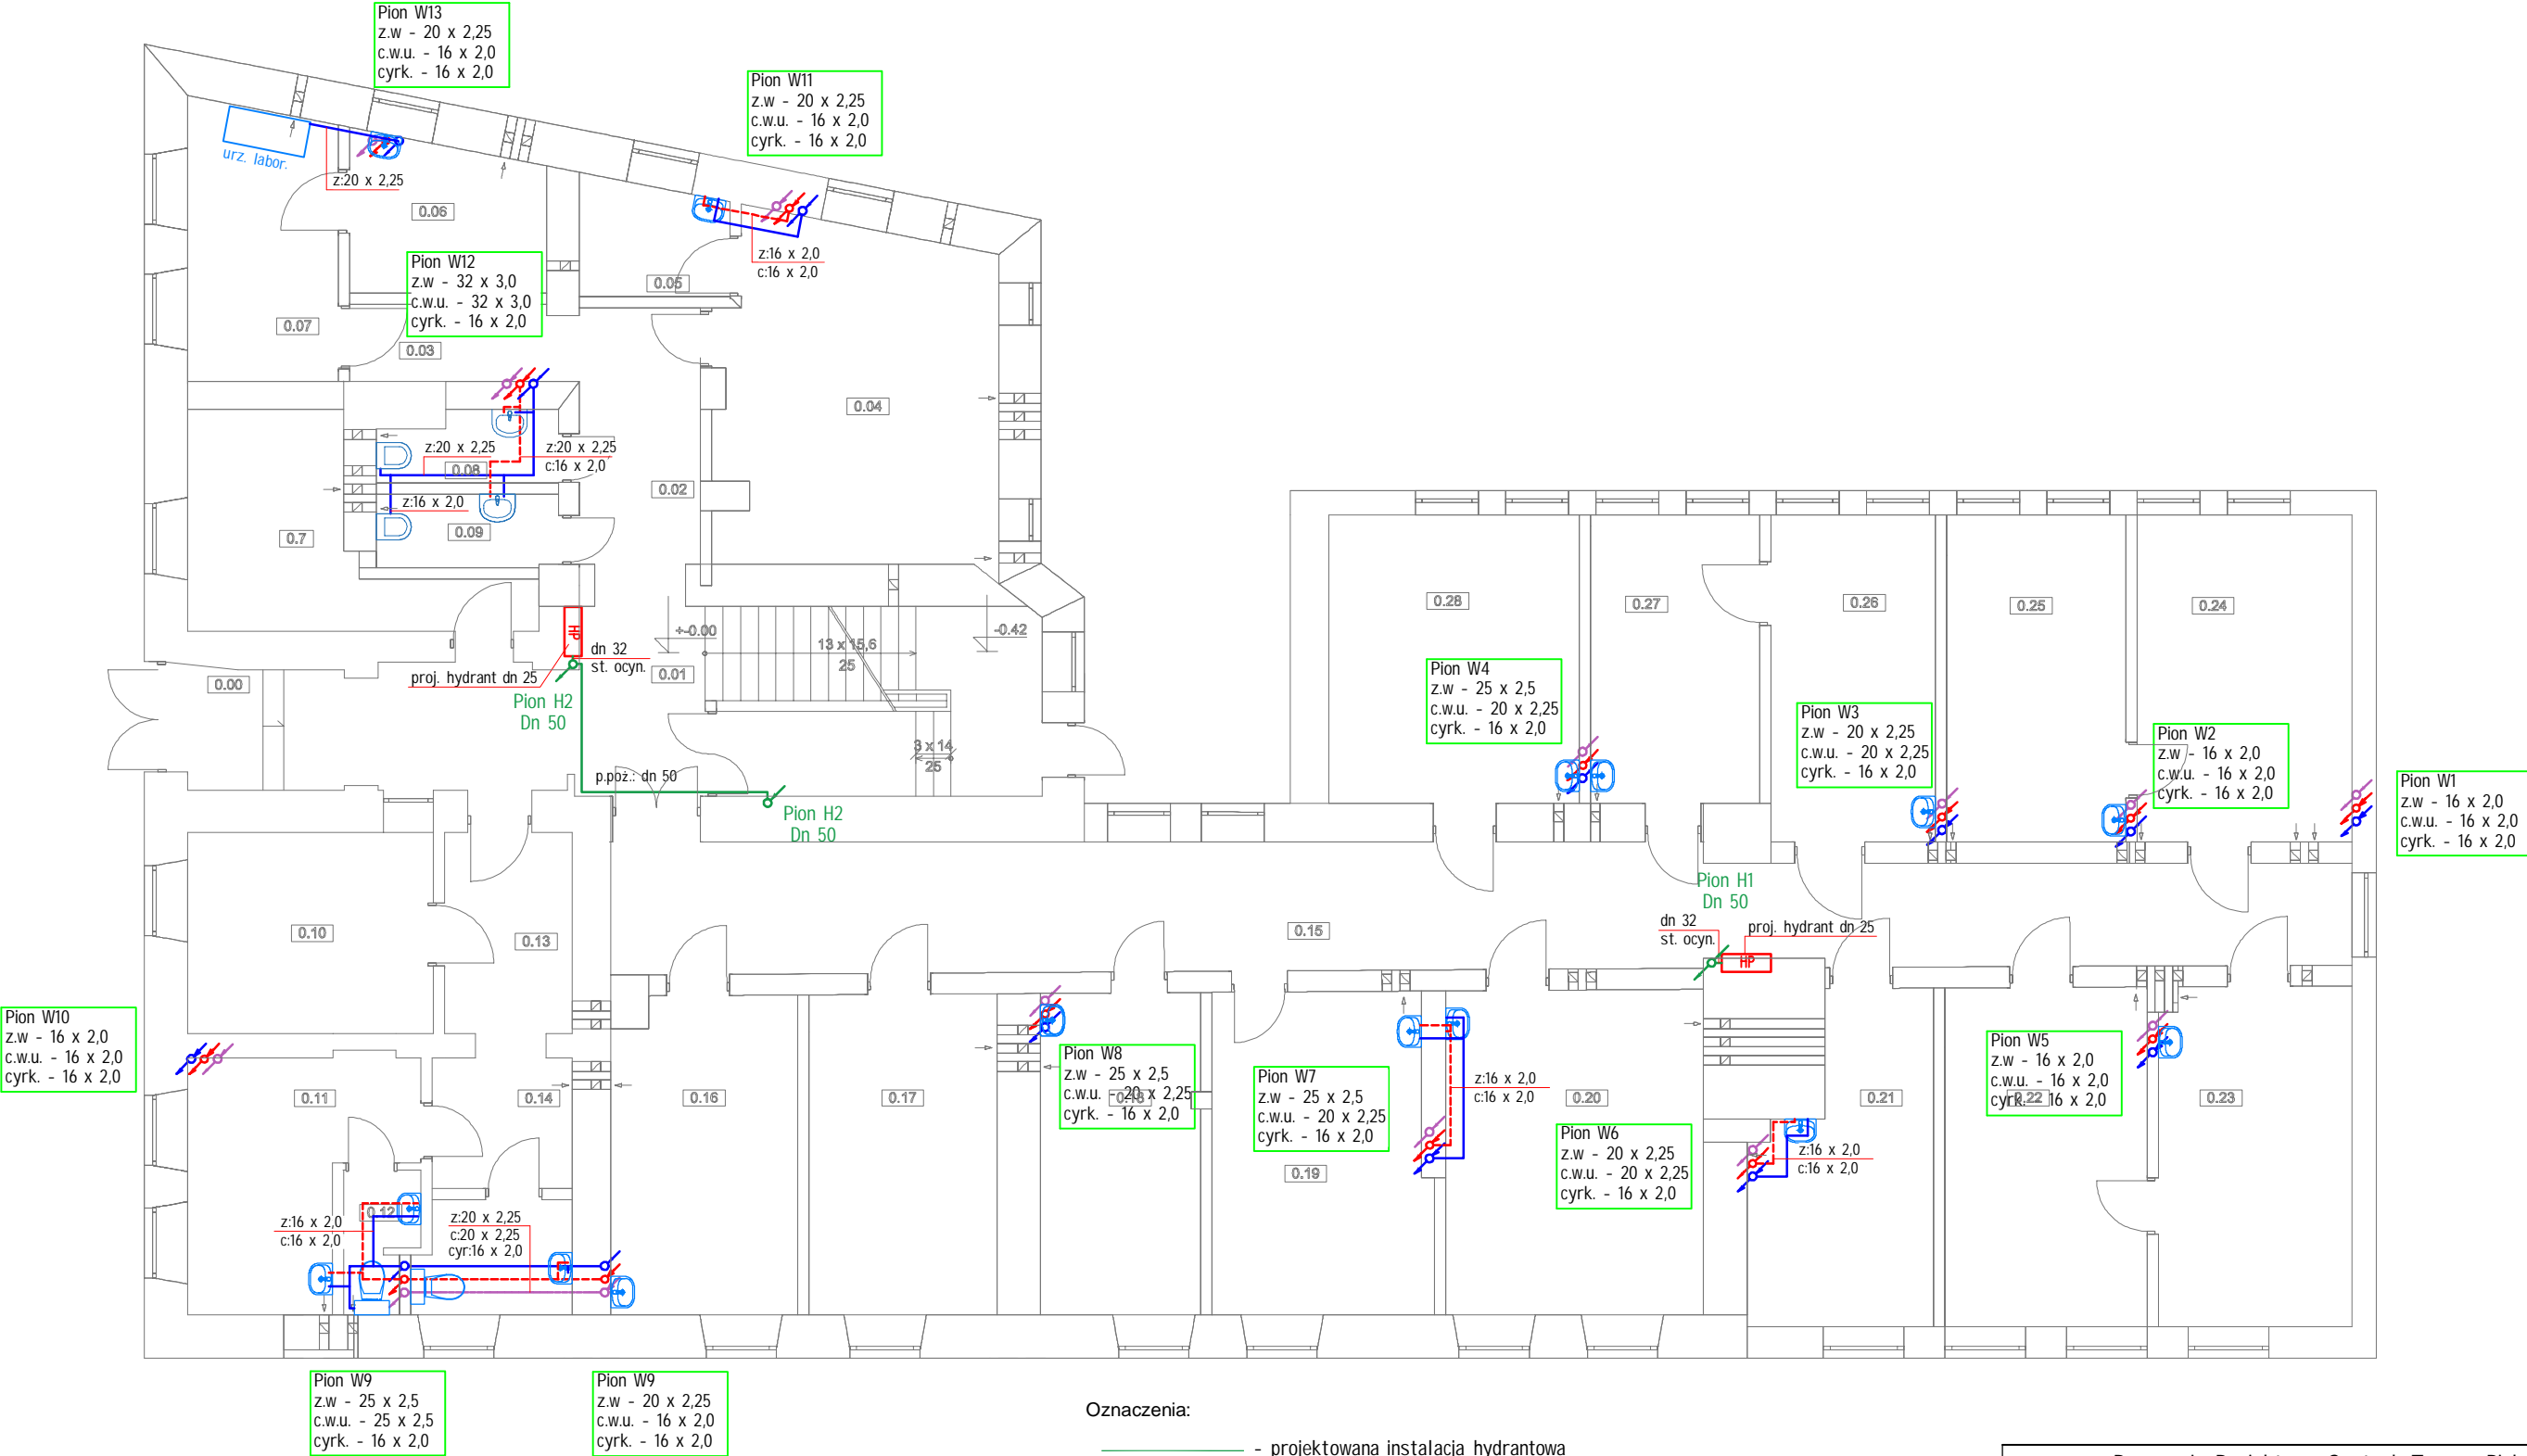 Pion W13
z.w - 20 x 2,25
c.w.u. - 16 x 2,0
cyrk. - 16 x 2,0
Pion W11
z.w - 20 x 2,25
c.w.u. - 16 x 2,0
cyrk. - 16 x 2,0
urz. labor.
z:20 x 2,25
0.06
z:16 x 2,0
c:16 x 2,0
Pion W12
z.w - 32 x 3,0
c.w.u. - 32 x 3,0
cyrk. - 16 x 2,0
0.05
0.07
0.03
0.04
z:20 x 2,25
z:20 x 2,25
c:16 x 2,0
0.08
0.02
z:16 x 2,0
0.09
0.7
0.28
0.27
0.26
0.25
0.24
HP
+-0.00
-0.42
13 x 15,6
25
dn 32
st. ocyn.
proj. hydrant dn 25
0.01
0.00
Pion H2
Dn 50
Pion W4
z.w - 25 x 2,5
c.w.u. - 20 x 2,25
cyrk. - 16 x 2,0
Pion W3
z.w - 20 x 2,25
c.w.u. - 20 x 2,25
cyrk. - 16 x 2,0
Pion W2
z.w - 16 x 2,0
c.w.u. - 16 x 2,0
cyrk. - 16 x 2,0
Pion W1
z.w - 16 x 2,0
c.w.u. - 16 x 2,0
cyrk. - 16 x 2,0
3 x 14
25
p.poż.: dn 50
Pion H2
Dn 50
Pion H1
Dn 50
dn 32
st. ocyn.
proj. hydrant dn 25
HP
0.10
0.13
0.15
Pion W10
z.w - 16 x 2,0
c.w.u. - 16 x 2,0
cyrk. - 16 x 2,0
0.11
0.14
0.16
0.17
Pion W8
z.w - 25 x 2,5
c.w.u. - 20 x 2,25
cyrk. - 16 x 2,0
Pion W7
z.w - 25 x 2,5
c.w.u. - 20 x 2,25
cyrk. - 16 x 2,0
0.19
z:16 x 2,0
c:16 x 2,0
0.20
Pion W6
z.w - 20 x 2,25
c.w.u. - 20 x 2,25
cyrk. - 16 x 2,0
z:16 x 2,0
c:16 x 2,0
0.21
Pion W5
z.w - 16 x 2,0
c.w.u. - 16 x 2,0
cyrk. - 16 x 2,0
0.22
0.23
0.12
z:16 x 2,0
c:16 x 2,0
z:20 x 2,25
c:20 x 2,25
cyr:16 x 2,0
Pion W9
z.w - 25 x 2,5
c.w.u. - 25 x 2,5
cyrk. - 16 x 2,0
Pion W9
z.w - 20 x 2,25
c.w.u. - 16 x 2,0
cyrk. - 16 x 2,0
Oznaczenia:
- projektowana instalacja hydrantowa